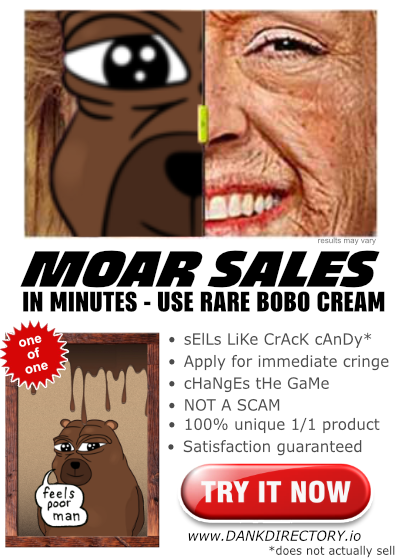 results may vary
MOAR SALES
IN MINUTES - USE RARE BOBO CREAM
one
of
one
• sElLs LiKe CrAcK cAnDy*
• Apply for immediate cringe
• cHaNgEs tHe GaMe
• NOT A SCAM
• 100% unique 1/1 product
• Satisfaction guaranteed
feels
poor
man
TRY IT NOW
www.DANKDIRECTORY.io
*does not actually sell